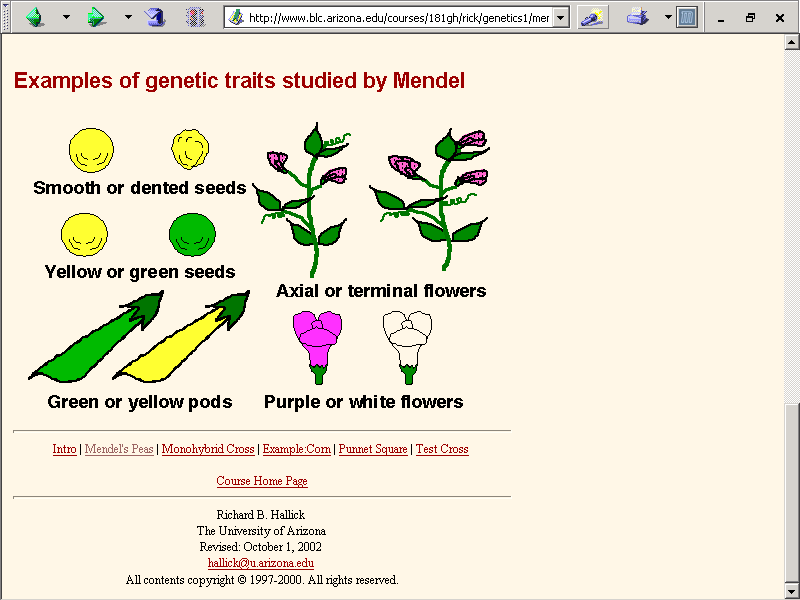 http://www.blc.arizona.edu/courses/181gh/rick/genetics1/mer
Examples of genetic traits studied by Mendel
Smooth or dented seeds
Yellow or green seeds
Axial or terminal flowers
Green or yellow pods
Purple or white flowers
Intro | Mendel's Peas | Monohybrid Cross | Example:Corn | Punnet Square | Test Cross
Course Home Page
Richard B. Hallick
The University of Arizona
Revised: October 1, 2002
hallick@u.arizona.edu
All contents copyright © 1997-2000. All rights reserved.